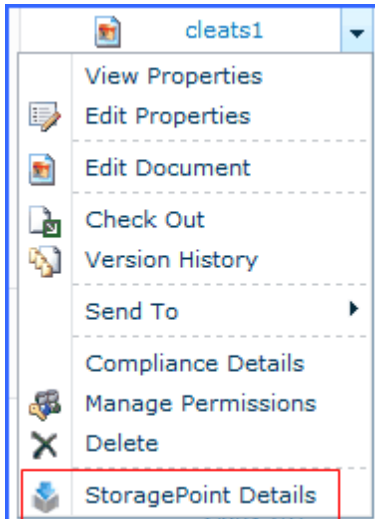 cleats1
View Properties
Edit Properties
Edit Document
Check Out
Version History
Send To
Compliance Details
Manage Permissions
Delete
StoragePoint Details